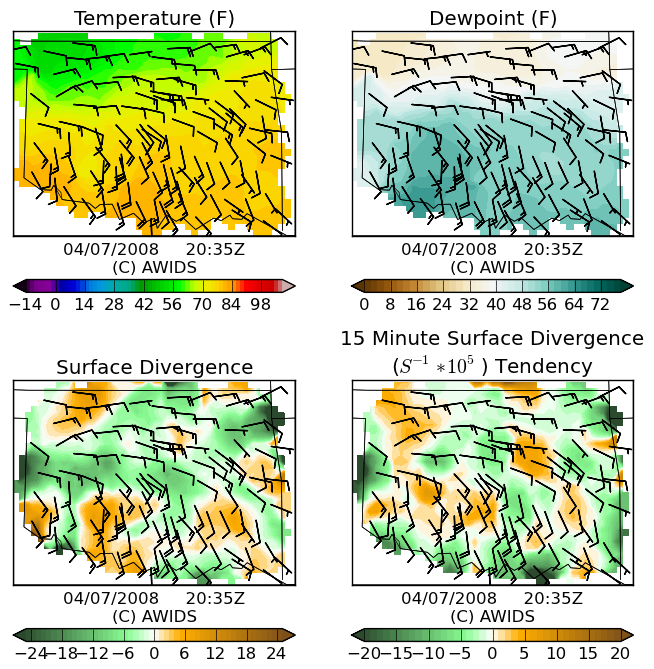 Temperature (F)
Dewpoint (F)
04/07/2008 20:35Z
(C) AWIDS
04/07/2008 20:35Z
(C) AWIDS
−14 0 14 28 42 56 70 84 98
0 8 16 24 32 40 48 56 64 72
Surface Divergence
15 Minute Surface Divergence
(S⁻¹ *10⁵ ) Tendency
04/07/2008 20:35Z
(C) AWIDS
04/07/2008 20:35Z
(C) AWIDS
−24 −18 −12 −6 0 6 12 18 24
−20 −15 −10 −5 0 5 10 15 20